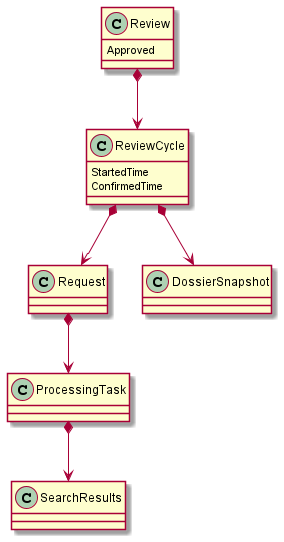 C Review
Approved
C ReviewCycle
StartedTime
ConfirmedTime
C Request
C DossierSnapshot
C ProcessingTask
C SearchResults